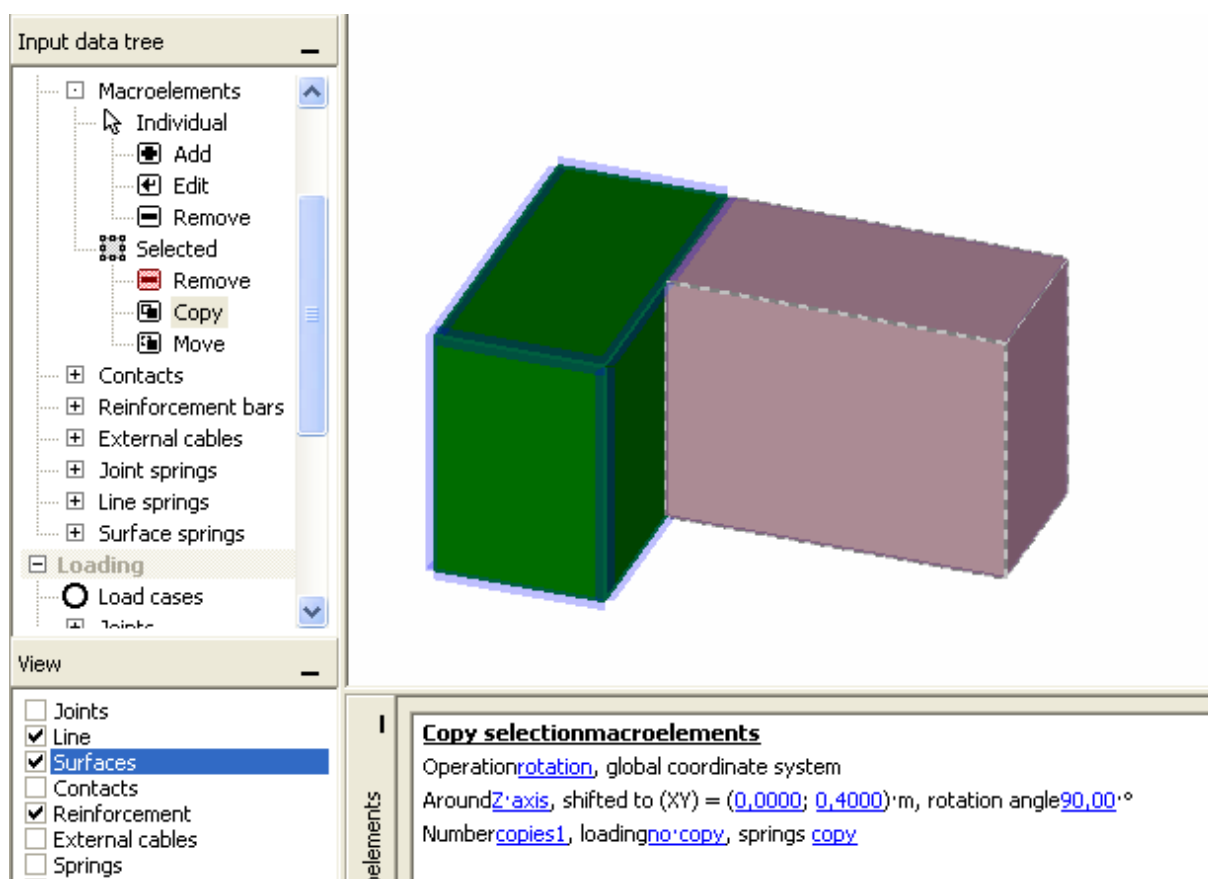 Input data tree
Macroelements
Individual
Add
Edit
Remove
Selected
Remove
Copy
Move
Contacts
Reinforcement bars
External cables
Joint springs
Line springs
Surface springs
Loading
Load cases
Joints
View
Joints
Line
Surfaces
Contacts
Reinforcement
External cables
Springs
elements
Copy selectionmacroelements
Operationrotation, global coordinate system
AroundZ·axis, shifted to (XY) = (0,0000; 0,4000)·m, rotation angle90,00·°
Numbercopies1, loadingno·copy, springs copy